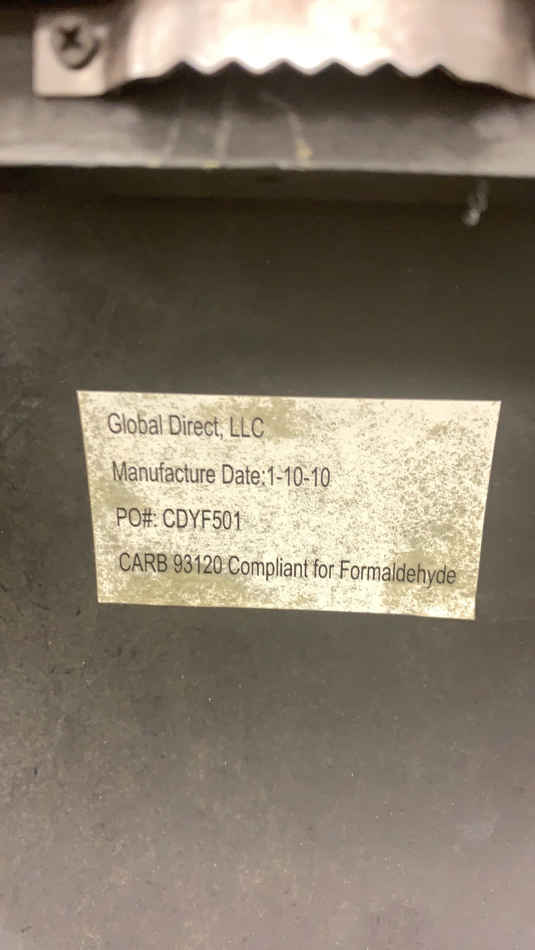 Global Direct, LLC
Manufacture Date:1-10-10
PO#: CDYF501
CARB 93120 Compliant for Formaldehyde